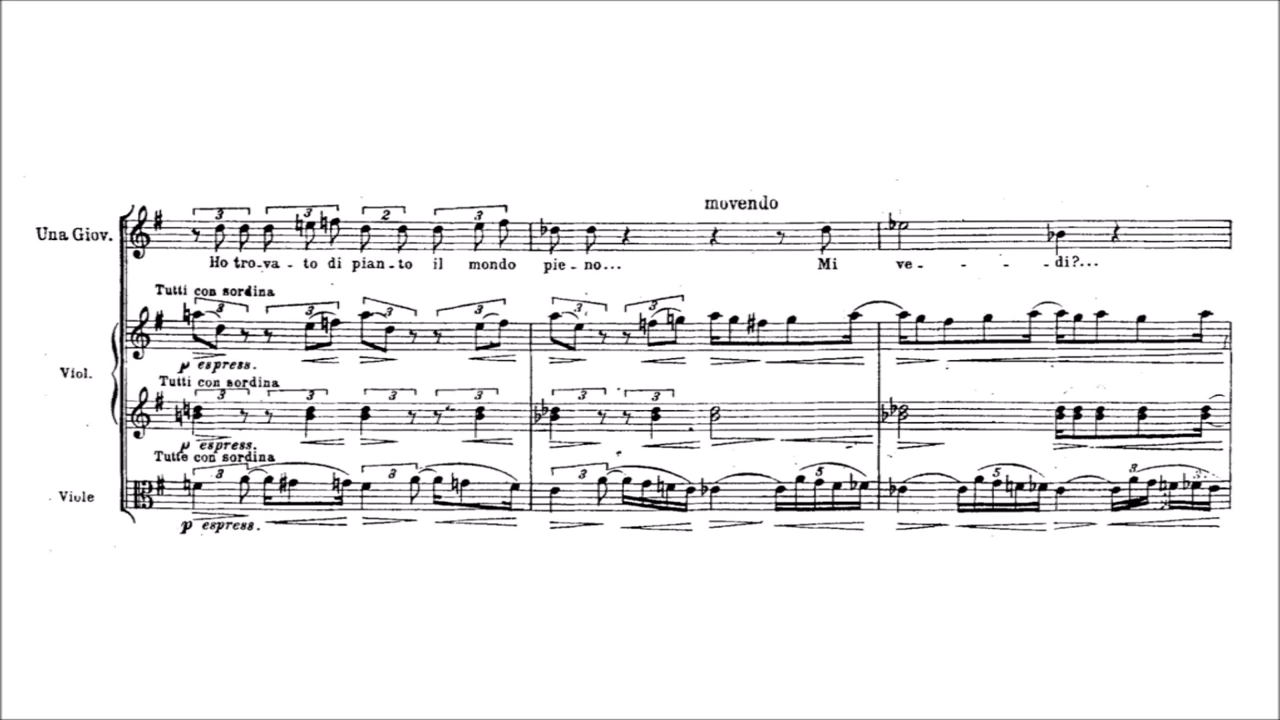 movendo
Una Giov.
Ho tro-va - to di pian-to il mondo pie - no... Mi ve - - - di?...
Tutti con sordina
p espress.
Viol.
Tutti con sordina
p espress.
Tutte con sordina
Viole
p espress.